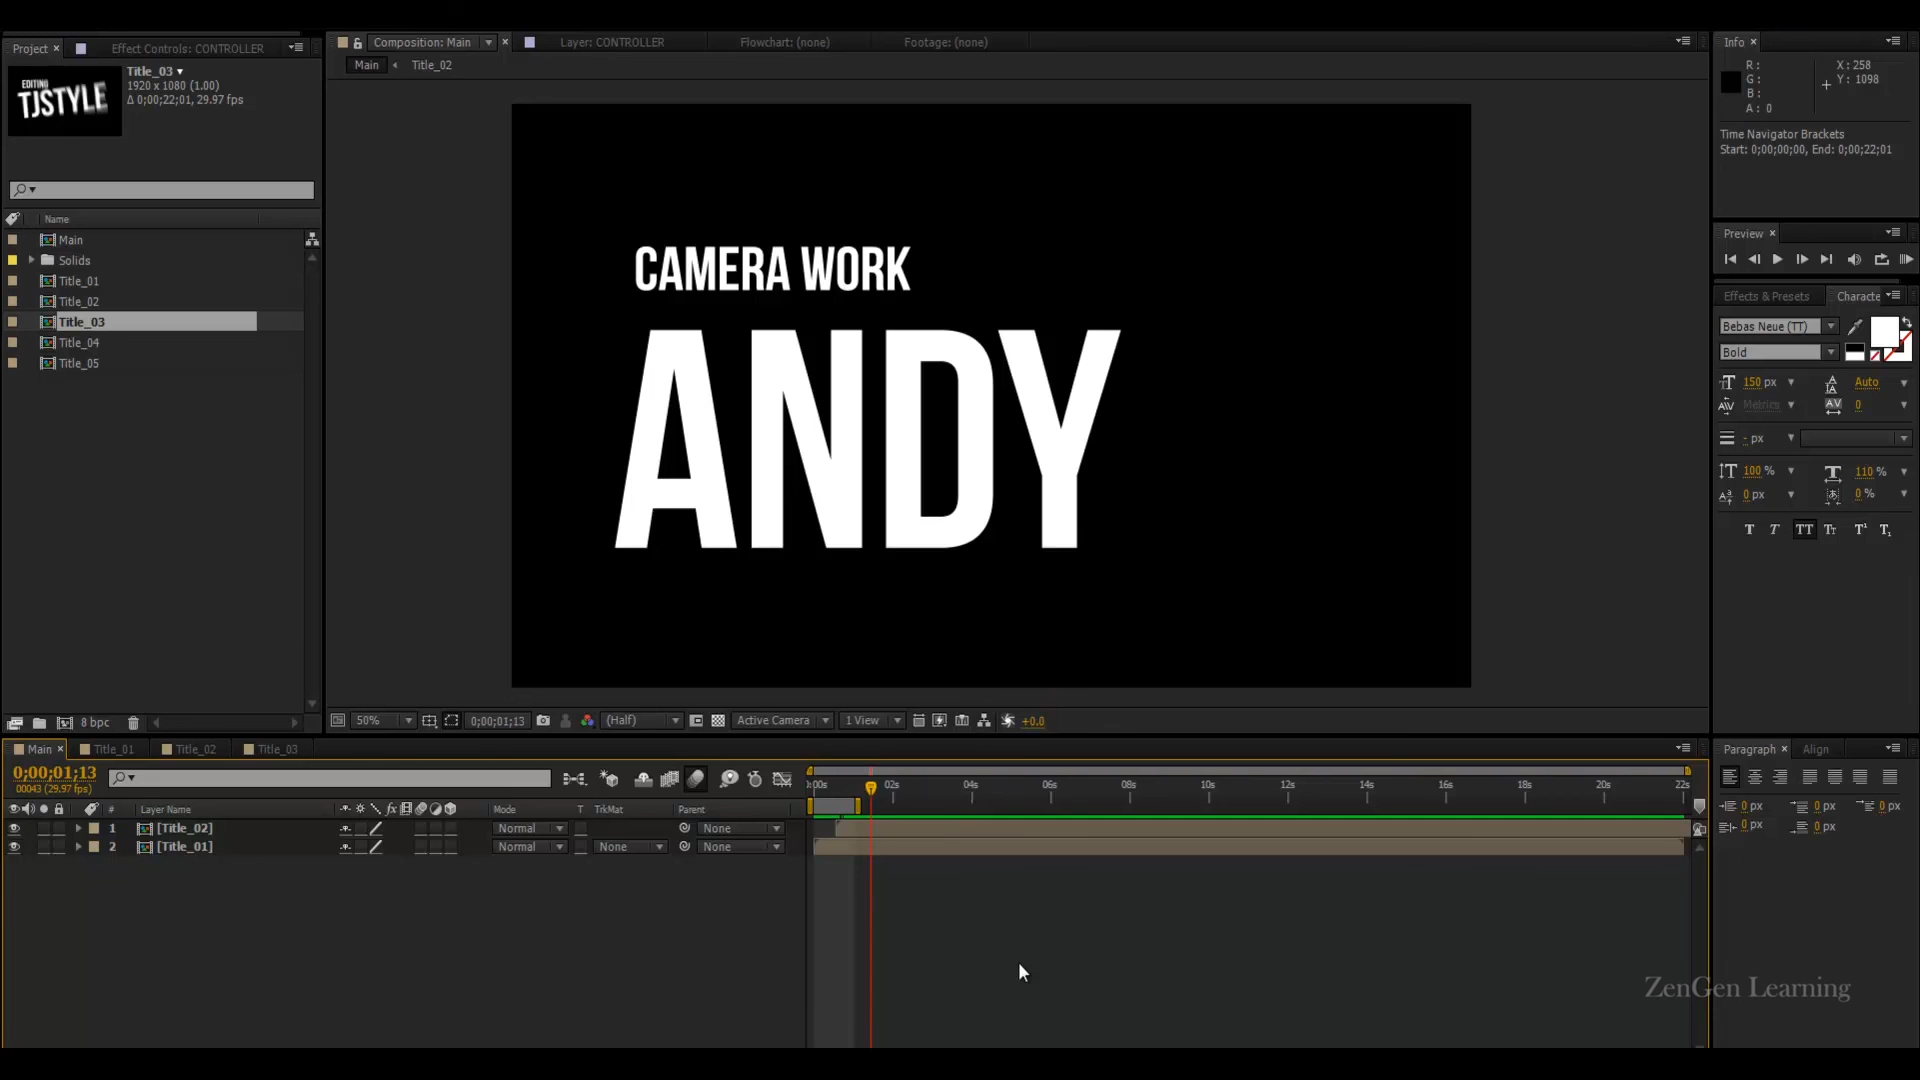 Project ×
Effect Controls: CONTROLLER
Composition: Main
×
Layer: CONTROLLER
Flowchart: (none)
Footage: (none)
Info ×
Main
Title_02
EDITING
TJSTYLE
Title_03
1920 x 1080 (1.00)
Δ 0;00;22;01, 29.97 fps
R :
G :
B :
A : 0
X : 258
Y : 1098
Time Navigator Brackets
Start: 0;00;00;00, End: 0;00;22;01
Name
Main
Solids
Title_01
Title_02
Title_03
Title_04
Title_05
CAMERA WORK
ANDY
Preview ×
Effects & Presets
Characte
Bebas Neue (TT)
Bold
150 px
Auto
Metrics
0
- px
100 %
110 %
0 px
0 %
8 bpc
50%
0;00;01;13
(Half)
Active Camera
1 View
+0.0
Main ×
Title_01
Title_02
Title_03
Paragraph ×
Align
0;00;01;13
00043 (29.97 fps)
:00s
02s
04s
06s
08s
10s
12s
14s
16s
18s
20s
22s
#
Layer Name
Mode
T
TrkMat
Parent
1
[Title_02]
Normal
None
2
[Title_01]
Normal
None
None
0 px
0 px
0 px
0 px
0 px
ZenGen Learning